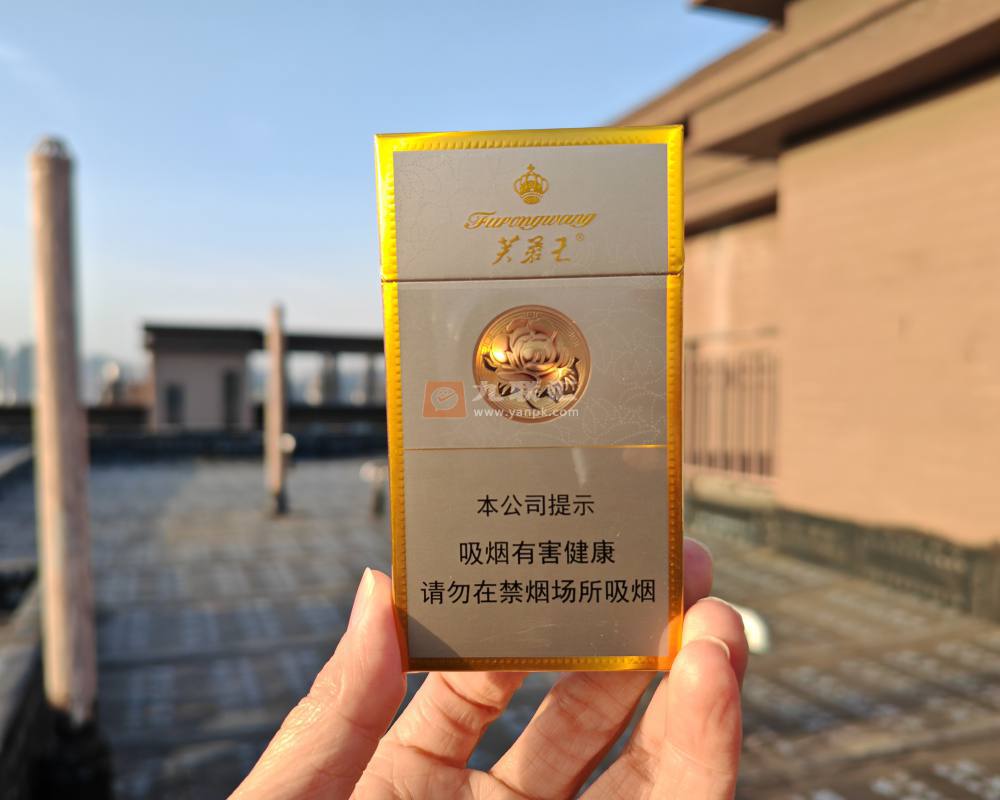 Furongwang
芙蓉王®
www.yanpk.com
本公司提示
吸烟有害健康
请勿在禁烟场所吸烟